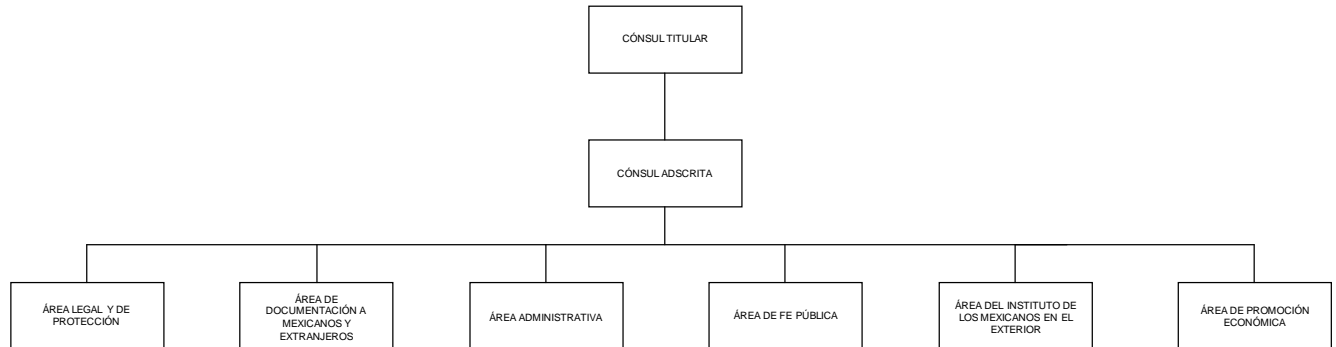 CÓNSUL TITULAR
CÓNSUL ADSCRITA
ÁREA LEGAL Y DE
PROTECCIÓN
ÁREA DE
DOCUMENTACIÓN A
MEXICANOS Y
EXTRANJEROS
ÁREA ADMINISTRATIVA
ÁREA DE FE PÚBLICA
ÁREA DEL INSTITUTO DE
LOS MEXICANOS EN EL
EXTERIOR
ÁREA DE PROMOCIÓN
ECONÓMICA